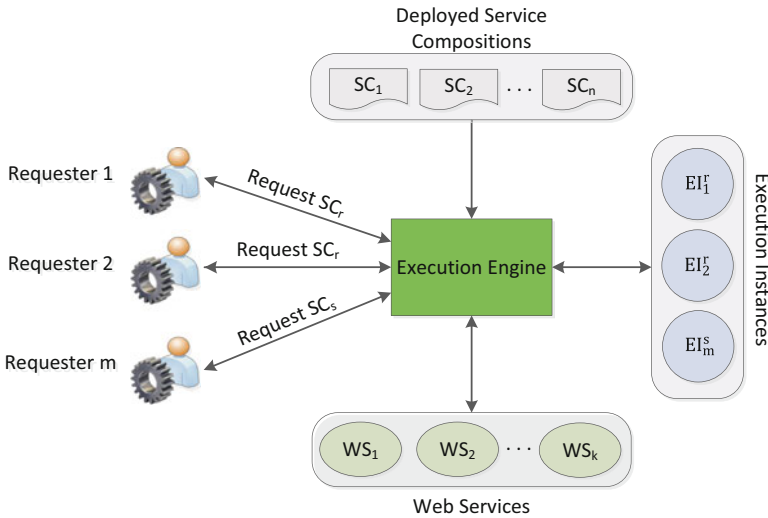 Deployed Service
Compositions
SC₁ SC₂ . . . SCₙ
Requester 1
Request SCᵣ
Requester 2
Request SCᵣ
Requester m
Request SCₛ
Execution Engine
EI₁ʳ
EI₂ʳ
EIₘˢ
Execution Instances
WS₁ WS₂ . . . WSₖ
Web Services